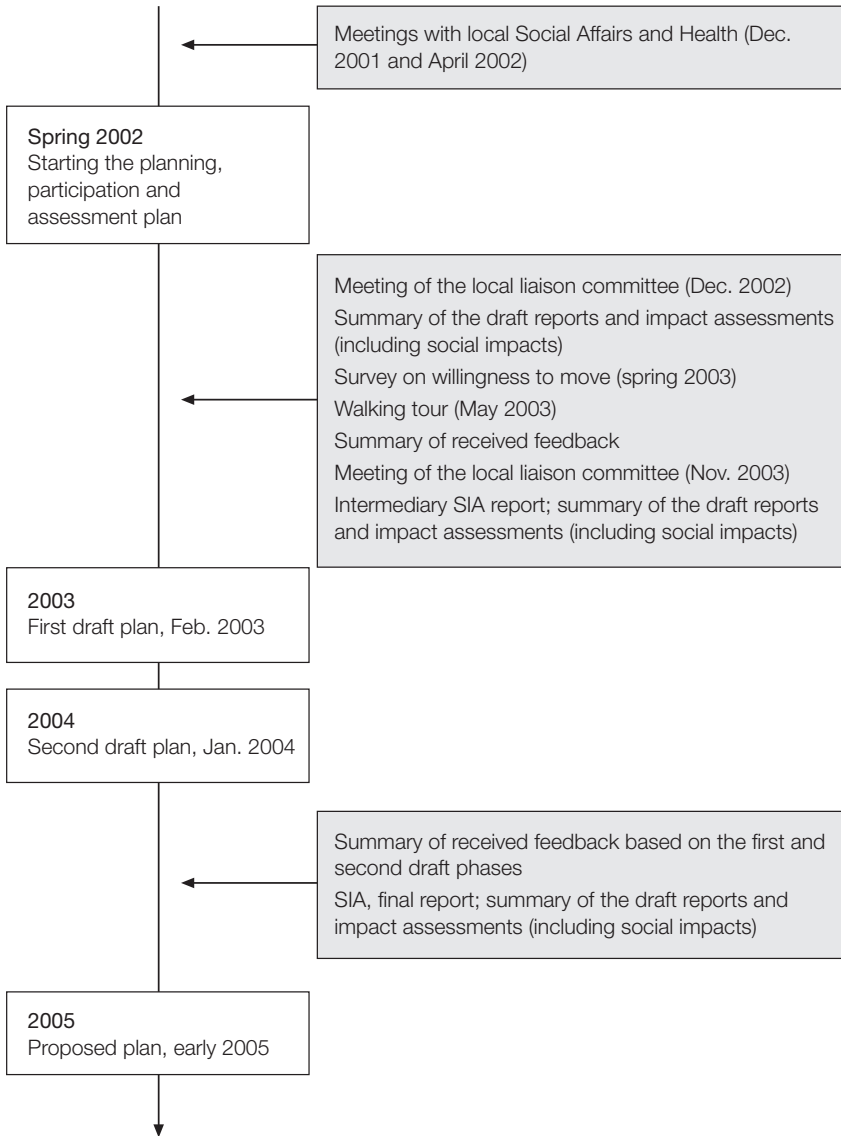 Meetings with local Social Affairs and Health (Dec.
2001 and April 2002)
Spring 2002
Starting the planning,
participation and
assessment plan
Meeting of the local liaison committee (Dec. 2002)
Summary of the draft reports and impact assessments
(including social impacts)
Survey on willingness to move (spring 2003)
Walking tour (May 2003)
Summary of received feedback
Meeting of the local liaison committee (Nov. 2003)
Intermediary SIA report; summary of the draft reports
and impact assessments (including social impacts)
2003
First draft plan, Feb. 2003
2004
Second draft plan, Jan. 2004
Summary of received feedback based on the first and
second draft phases
SIA, final report; summary of the draft reports and
impact assessments (including social impacts)
2005
Proposed plan, early 2005